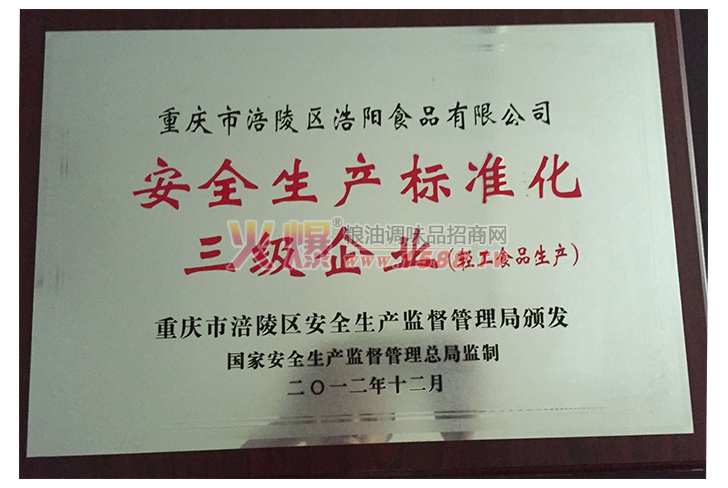 重庆市涪陵区浩阳食品有限公司
安全生产标准化
火爆®粮油调味品招商网
三级企业(轻工食品生产)
重庆市涪陵区安全生产监督管理局颁发
国家安全生产监督管理总局监制
二〇一二年十二月